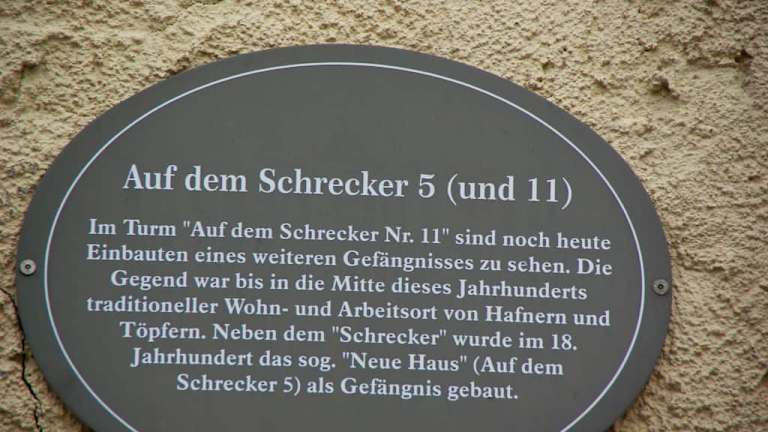 Auf dem Schrecker 5 (und 11)
Im Turm "Auf dem Schrecker Nr. 11" sind noch heute
Einbauten eines weiteren Gefängnisses zu sehen. Die
Gegend war bis in die Mitte dieses Jahrhunderts
traditioneller Wohn- und Arbeitsort von Hafnern und
Töpfern. Neben dem "Schrecker" wurde im 18.
Jahrhundert das sog. "Neue Haus" (Auf dem
Schrecker 5) als Gefängnis gebaut.